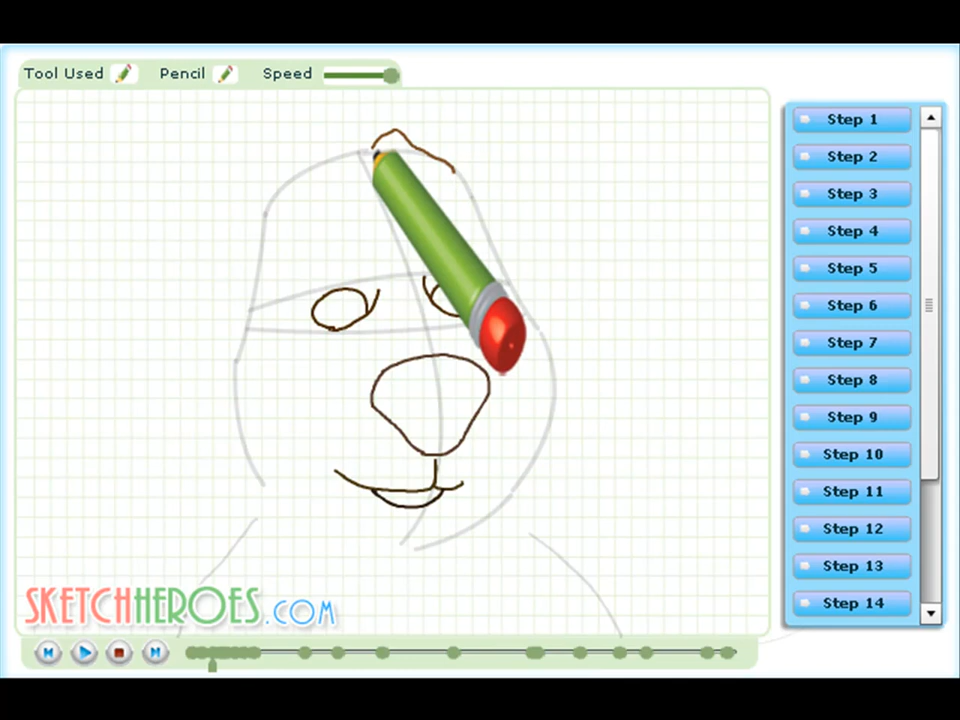 Tool Used
Pencil
Speed
Step 1
Step 2
Step 3
Step 4
Step 5
Step 6
Step 7
Step 8
Step 9
Step 10
Step 11
Step 12
Step 13
Step 14
SKETCHHEROES.COM